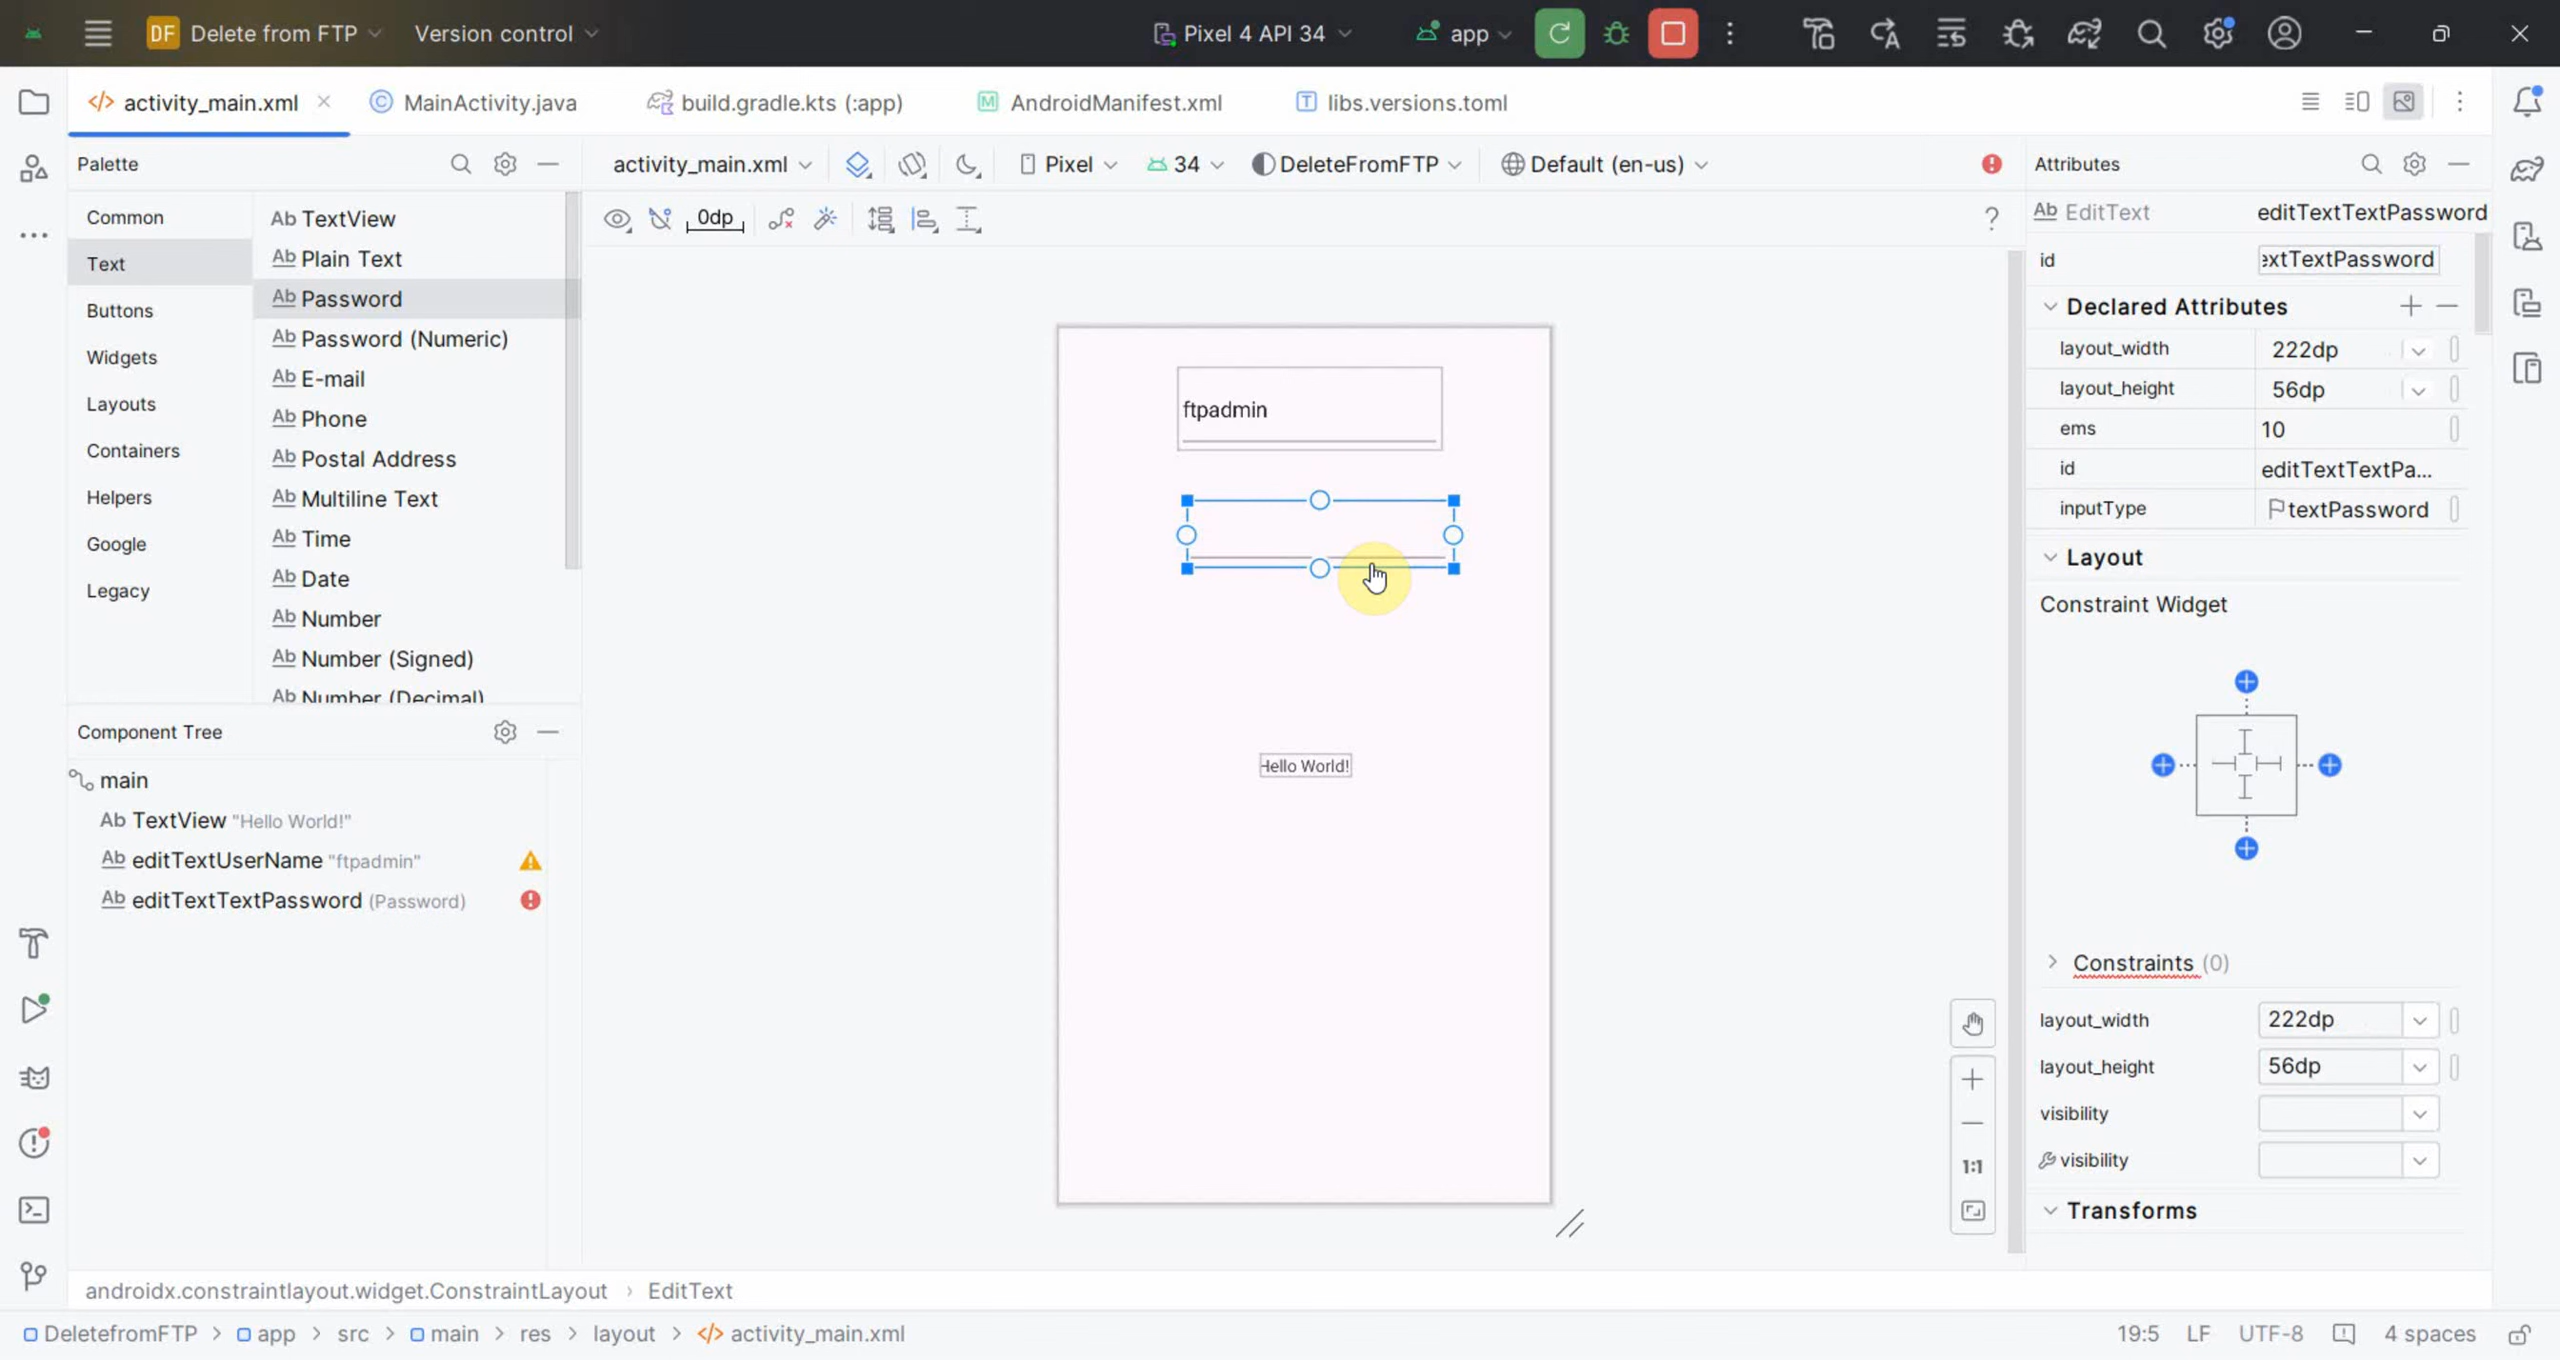 DF Delete from FTP Version control Pixel 4 API 34 app
activity_main.xml MainActivity.java build.gradle.kts (:app) AndroidManifest.xml libs.versions.toml
Palette
activity_main.xml Pixel 34 DeleteFromFTP Default (en-us)
Attributes
Common
Text
Buttons
Widgets
Layouts
Containers
Helpers
Google
Legacy
Ab TextView
Ab Plain Text
Ab Password
Ab Password (Numeric)
Ab E-mail
Ab Phone
Ab Postal Address
Ab Multiline Text
Ab Time
Ab Date
Ab Number
Ab Number (Signed)
Ab Number (Decimal)
0dp
?
ftpadmin
Hello World!
1:1
Component Tree
main
Ab TextView "Hello World!"
Ab editTextUserName "ftpadmin"
Ab editTextTextPassword (Password)
Ab EditText editTextTextPassword
id extTextPassword
Declared Attributes
layout_width 222dp
layout_height 56dp
ems 10
id editTextTextPa...
inputType textPassword
Layout
Constraint Widget
Constraints (0)
layout_width 222dp
layout_height 56dp
visibility
visibility
Transforms
androidx.constraintlayout.widget.ConstraintLayout › EditText
DeletefromFTP > app > src > main > res > layout > </> activity_main.xml
19:5 LF UTF-8 4 spaces